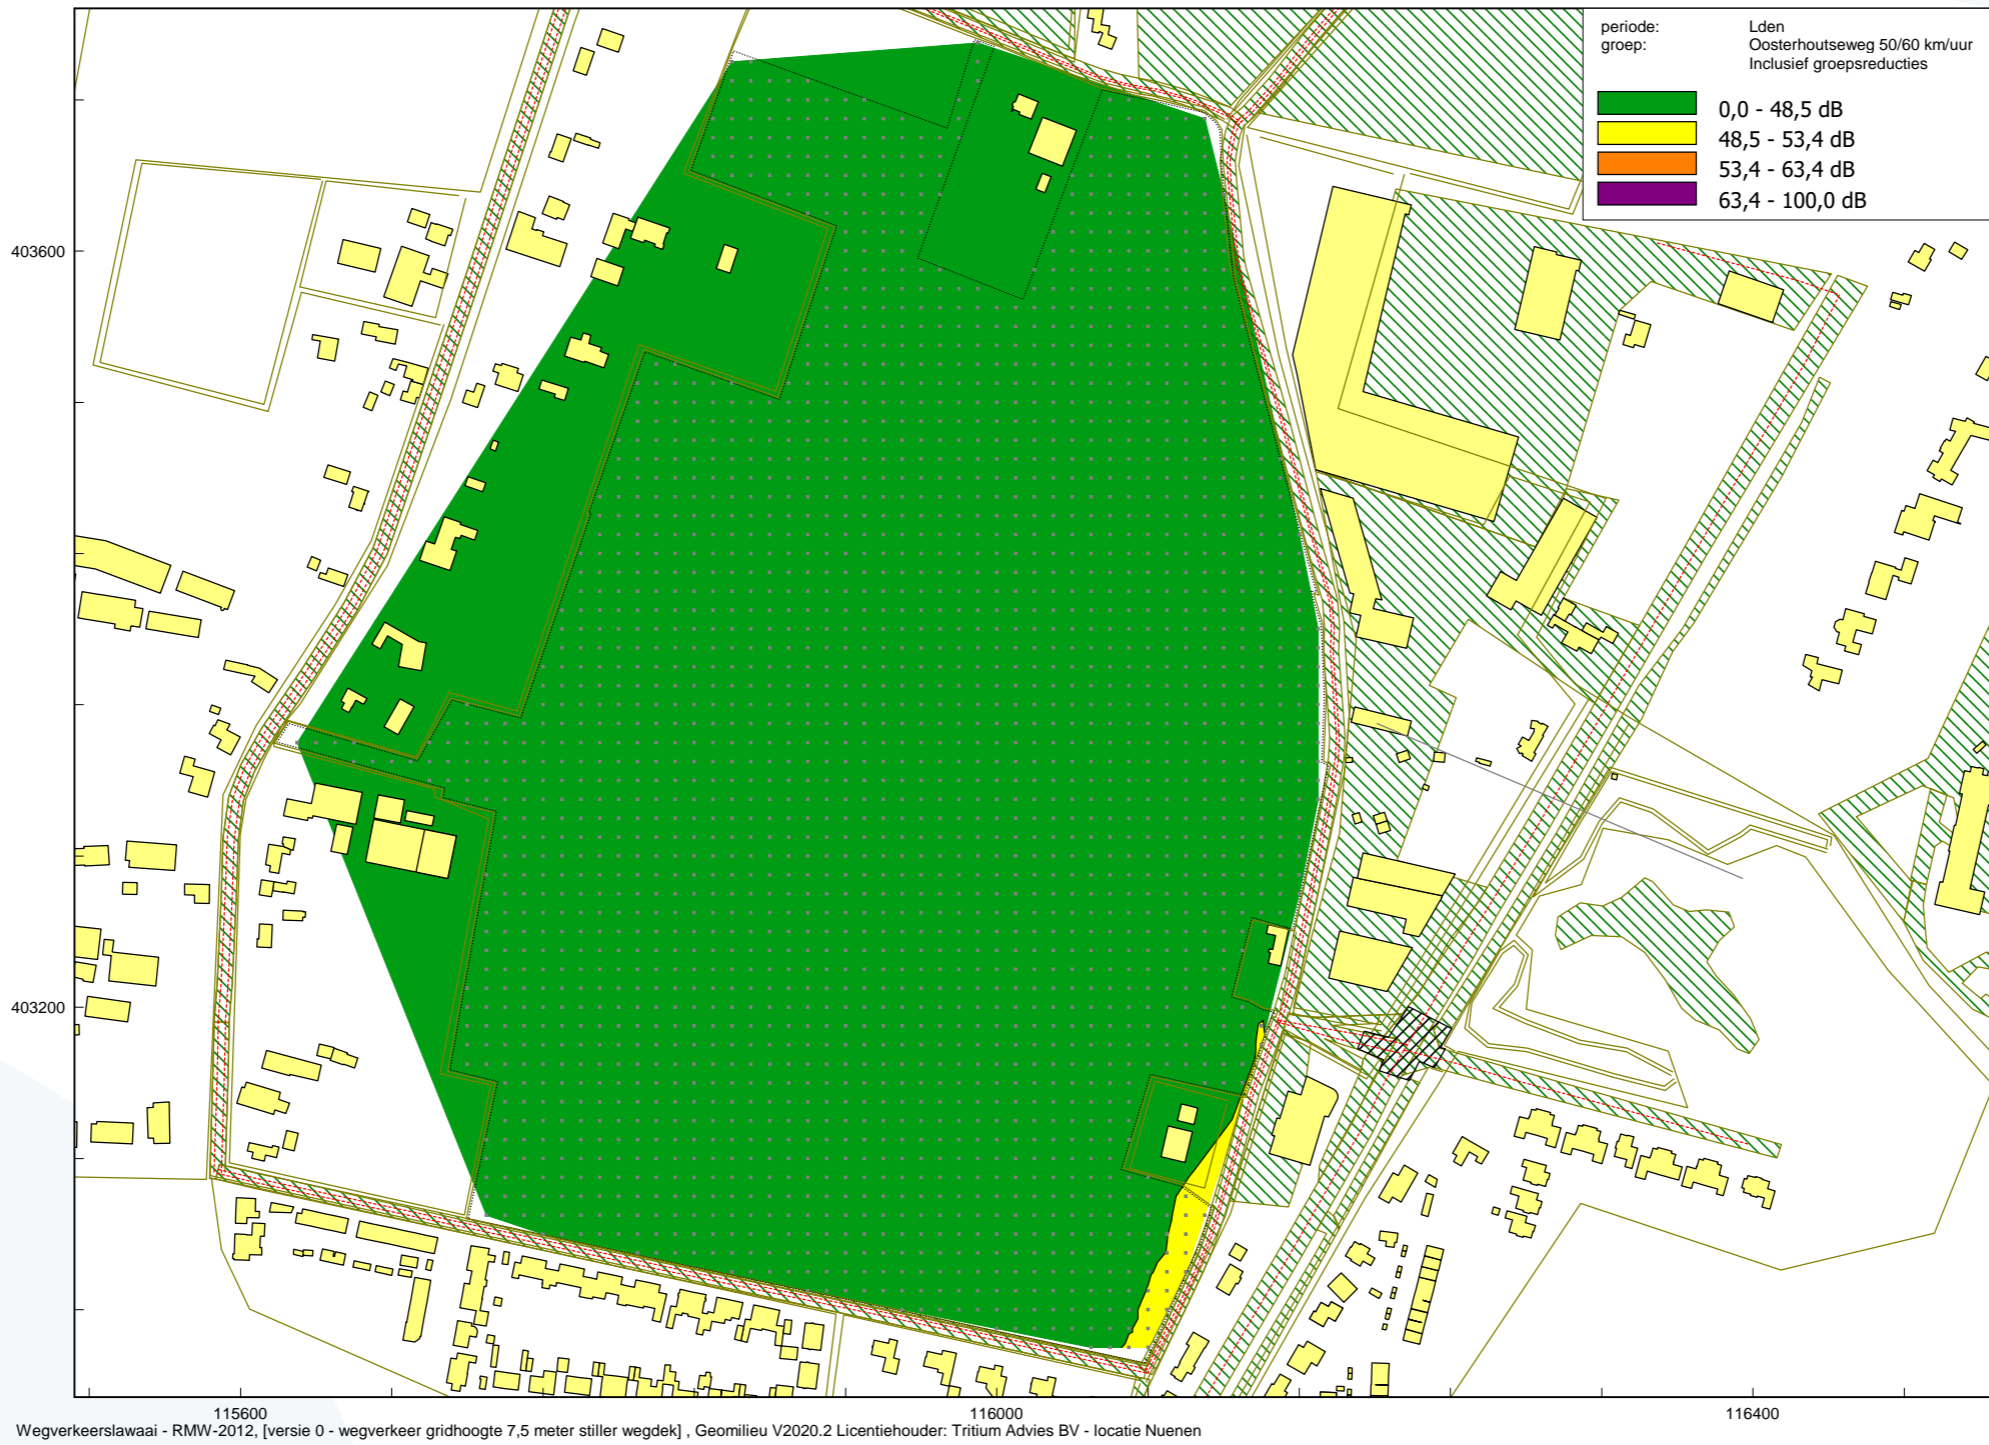 periode: Lden
groep: Oosterhoutseweg 50/60 km/uur
Inclusief groepsreducties
0,0 - 48,5 dB
48,5 - 53,4 dB
53,4 - 63,4 dB
63,4 - 100,0 dB
403600
403200
115600 116000 116400
Wegverkeerslawaai - RMW-2012, [versie 0 - wegverkeer gridhoogte 7,5 meter stiller wegdek] , Geomilieu V2020.2 Licentiehouder: Tritium Advies BV - locatie Nuenen